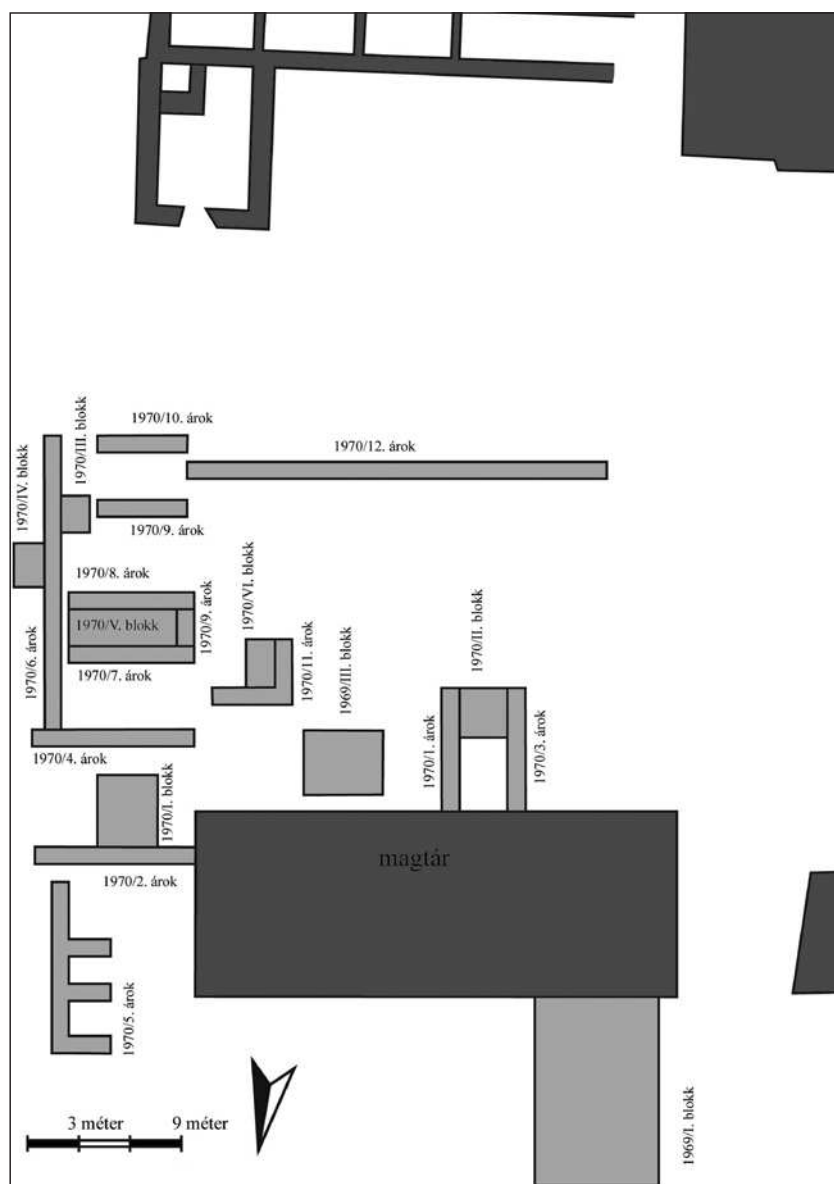 1970/10. árok
1970/III. blokk
1970/12. árok
1970/IV. blokk
1970/9. árok
1970/8. árok
1970/V. blokk
1970/9. árok
1970/VI. blokk
1970/6. árok
1970/7. árok
1970/11. árok
1970/II. blokk
1969/III. blokk
1970/1. árok
1970/3. árok
1970/4. árok
1970/I. blokk
magtár
1970/2. árok
1970/5. árok
3 méter
9 méter
1969/I. blokk